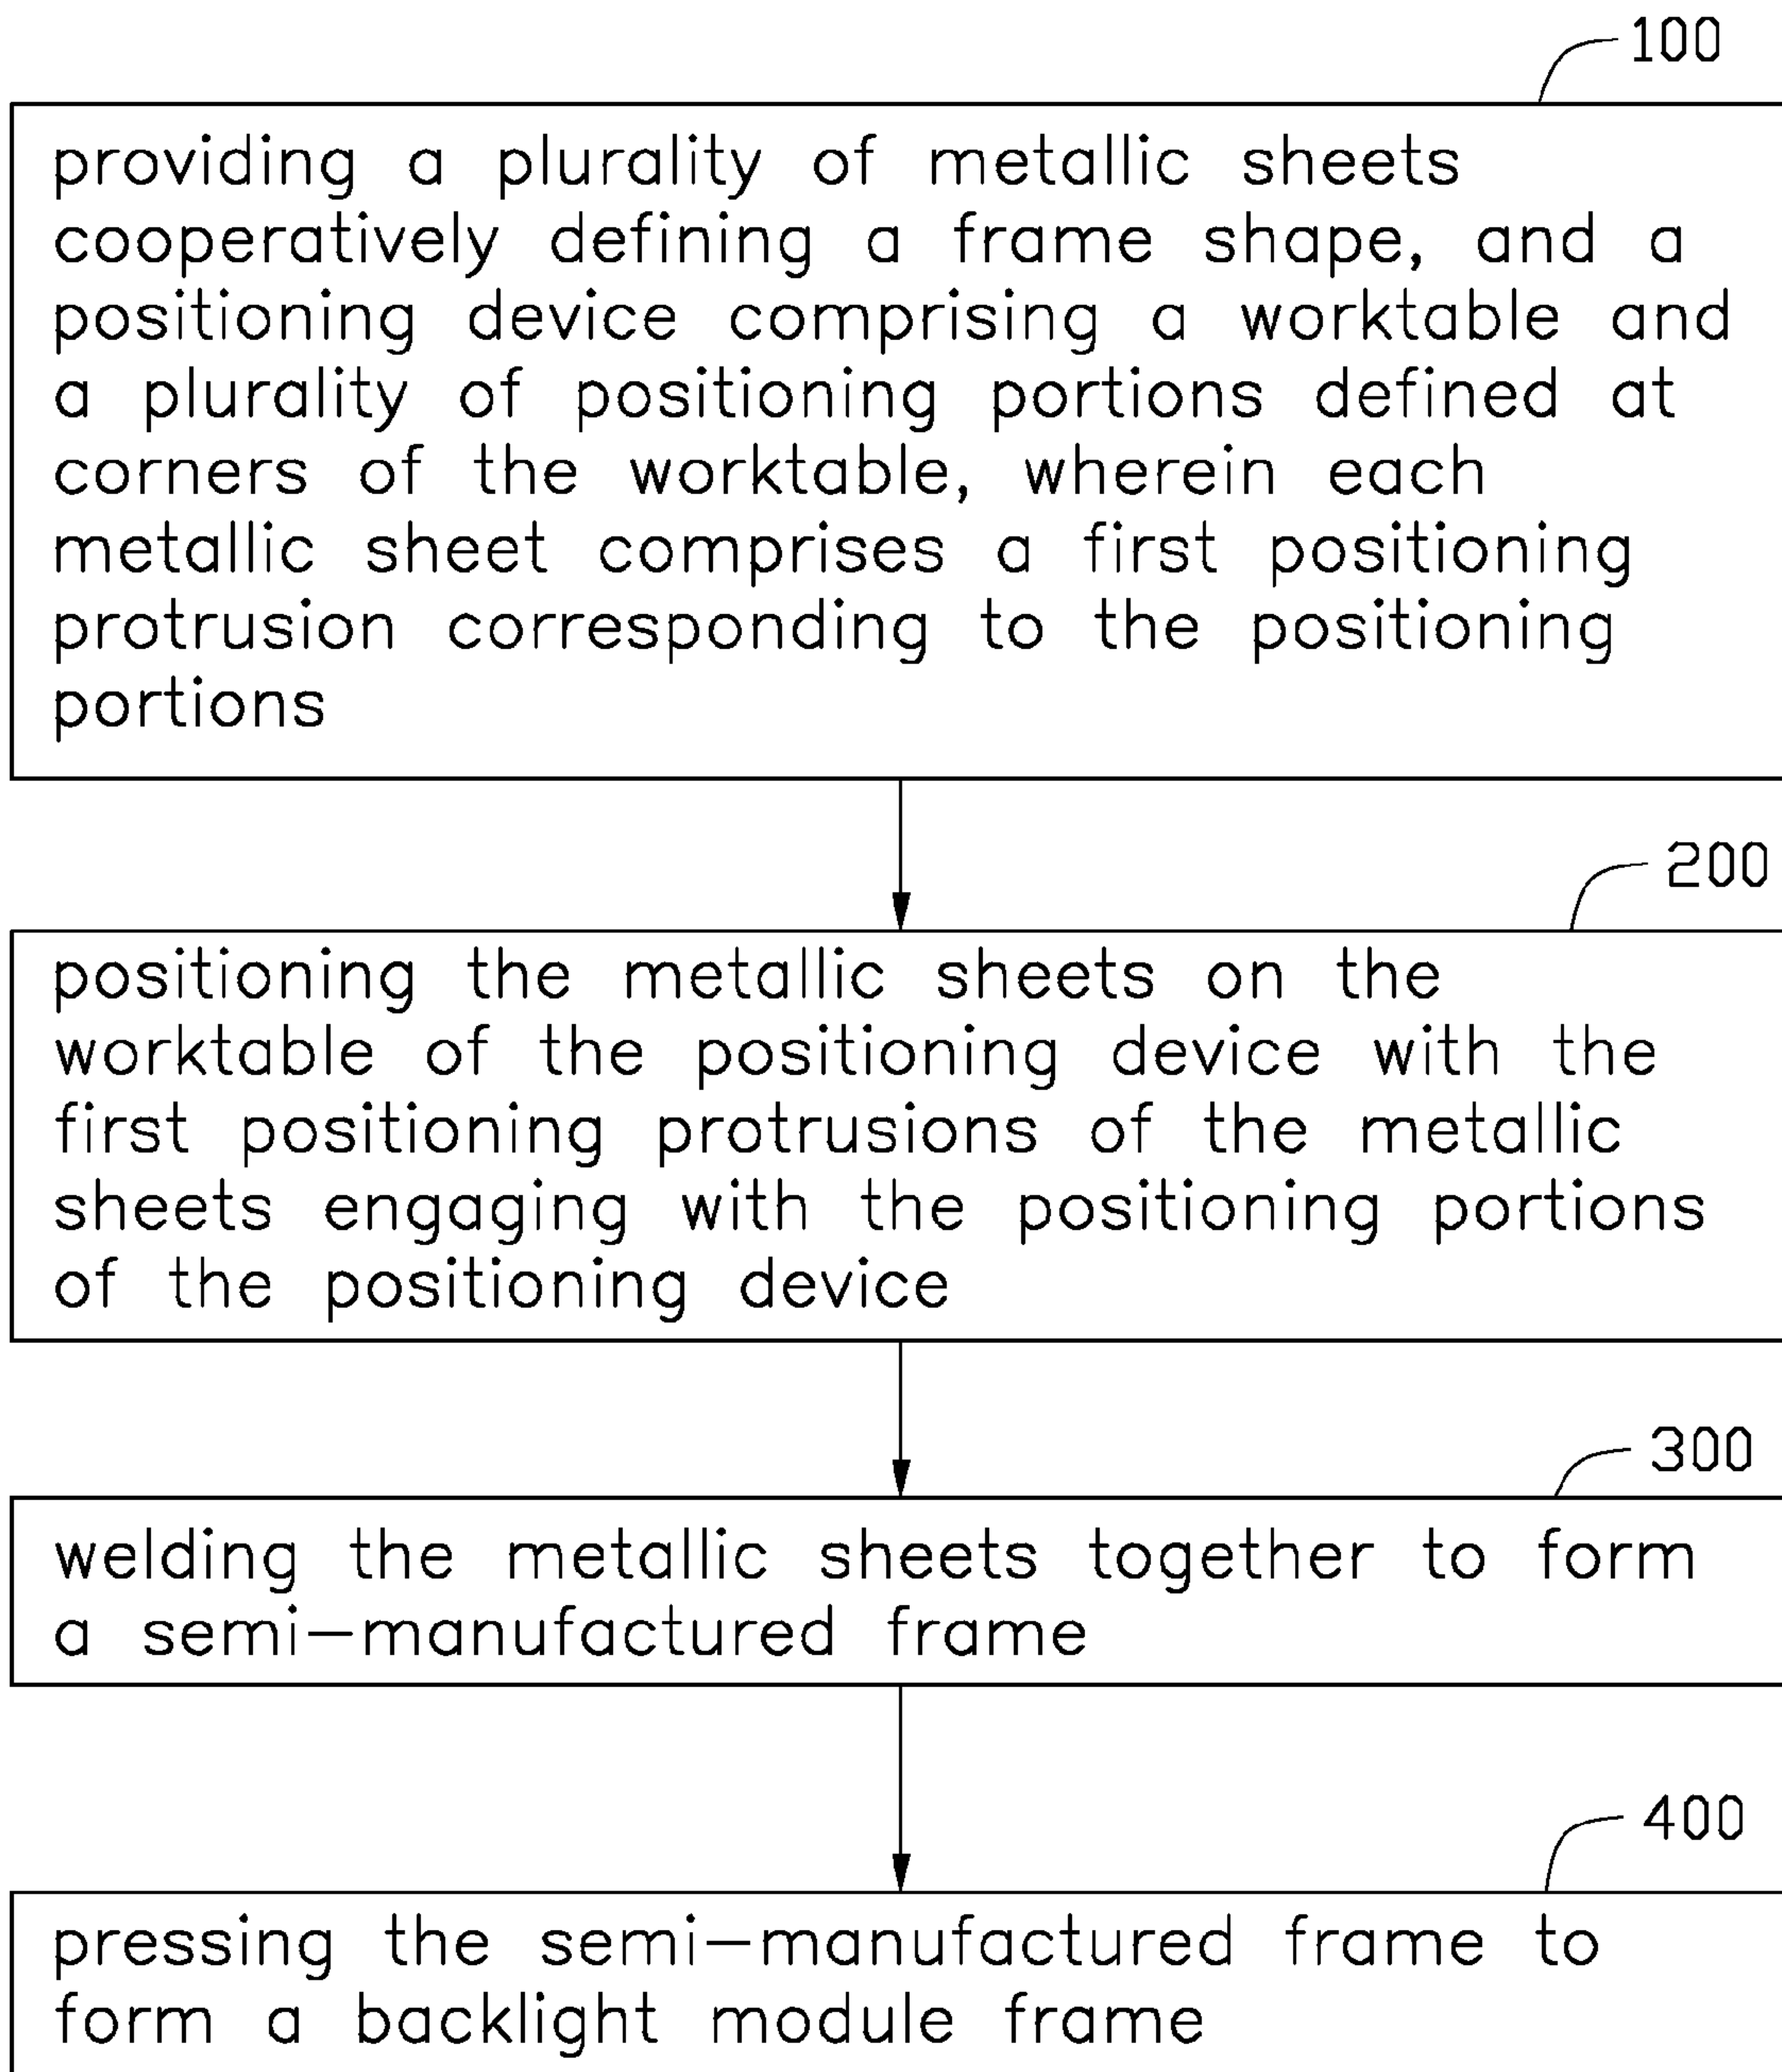 100
providing a plurality of metallic sheets
cooperatively defining a frame shape, and a
positioning device comprising a worktable and
a plurality of positioning portions defined at
corners of the worktable, wherein each
metallic sheet comprises a first positioning
protrusion corresponding to the positioning
portions
200
positioning the metallic sheets on the
worktable of the positioning device with the
first positioning protrusions of the metallic
sheets engaging with the positioning portions
of the positioning device
300
welding the metallic sheets together to form
a semi-manufactured frame
400
pressing the semi-manufactured frame to
form a backlight module frame